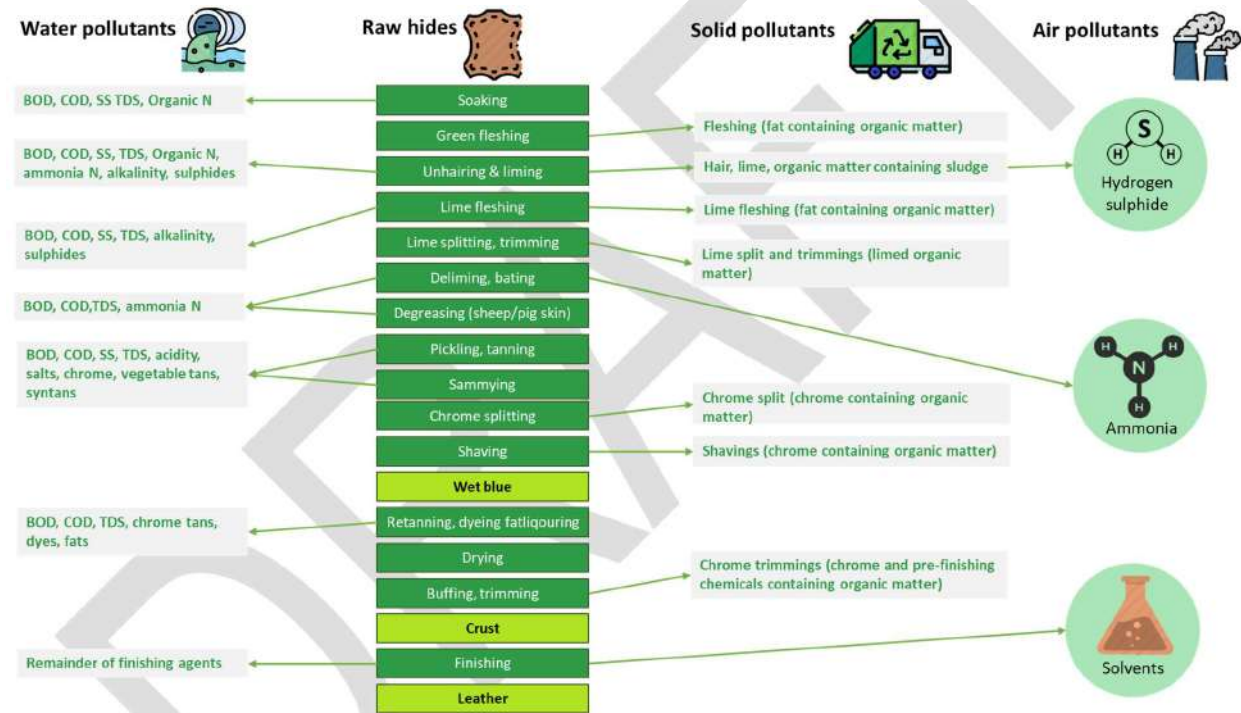 Water pollutants
Raw hides
Solid pollutants
Air pollutants
BOD, COD, SS TDS, Organic N
BOD, COD, SS, TDS, Organic N,
ammonia N, alkalinity, sulphides
BOD, COD, SS, TDS, alkalinity,
sulphides
BOD, COD,TDS, ammonia N
BOD, COD, SS, TDS, acidity,
salts, chrome, vegetable tans,
syntans
BOD, COD, TDS, chrome tans,
dyes, fats
Remainder of finishing agents
Soaking
Green fleshing
Unhairing & liming
Lime fleshing
Lime splitting, trimming
Deliming, bating
Degreasing (sheep/pig skin)
Pickling, tanning
Sammying
Chrome splitting
Shaving
Wet blue
Retanning, dyeing fatliqouring
Drying
Buffing, trimming
Crust
Finishing
Leather
Fleshing (fat containing organic matter)
Hair, lime, organic matter containing sludge
Lime fleshing (fat containing organic matter)
Lime split and trimmings (limed organic
matter)
Chrome split (chrome containing organic
matter)
Shavings (chrome containing organic matter)
Chrome trimmings (chrome and pre-finishing
chemicals containing organic matter)
S
H
H
Hydrogen
sulphide
H
H
N
H
Ammonia
Solvents
DRAFT